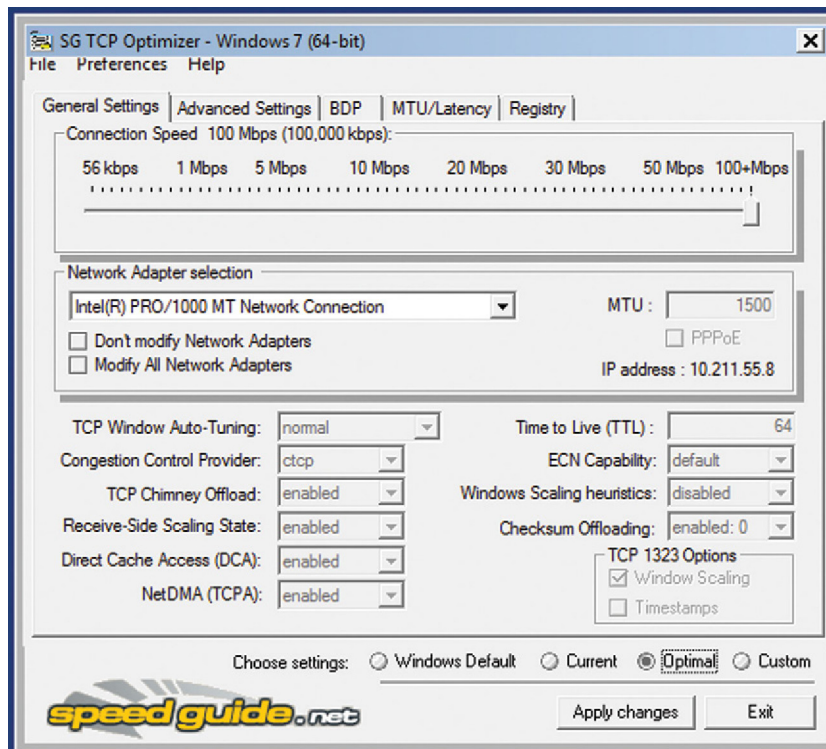 SG TCP Optimizer - Windows 7 (64-bit)
File Preferences Help
General Settings Advanced Settings BDP MTU/Latency Registry
Connection Speed 100 Mbps (100,000 kbps):
56 kbps 1 Mbps 5 Mbps 10 Mbps 20 Mbps 30 Mbps 50 Mbps 100+Mbps
Network Adapter selection
Intel(R) PRO/1000 MT Network Connection MTU : 1500
Don't modify Network Adapters PPPoE
Modify All Network Adapters IP address : 10.211.55.8
TCP Window Auto-Tuning: normal Time to Live (TTL) : 64
Congestion Control Provider: ctcp ECN Capability: default
TCP Chimney Offload: enabled Windows Scaling heuristics: disabled
Receive-Side Scaling State: enabled Checksum Offloading: enabled: 0
Direct Cache Access (DCA): enabled TCP 1323 Options
Window Scaling
NetDMA (TCPA): enabled Timestamps
Choose settings: Windows Default Current Optimal Custom
speedguide.net Apply changes Exit